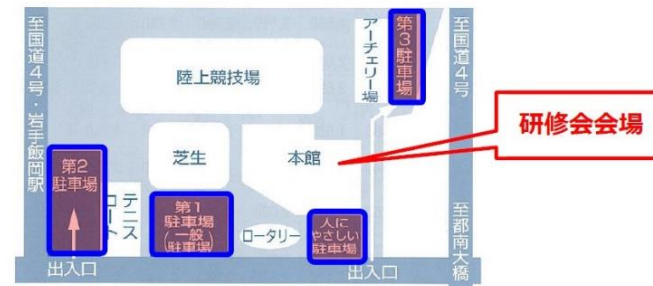 至国道4号・岩手飯岡駅
陸上競技場
アーチェリー場
第3駐車場
至国道4号
研修会会場
第2
駐車場
テニス
コート
芝生
本館
第1
駐車場
(一般
駐車場)
ロータリー
人に
やさしい
駐車場
至都南大橋
出入口
出入口